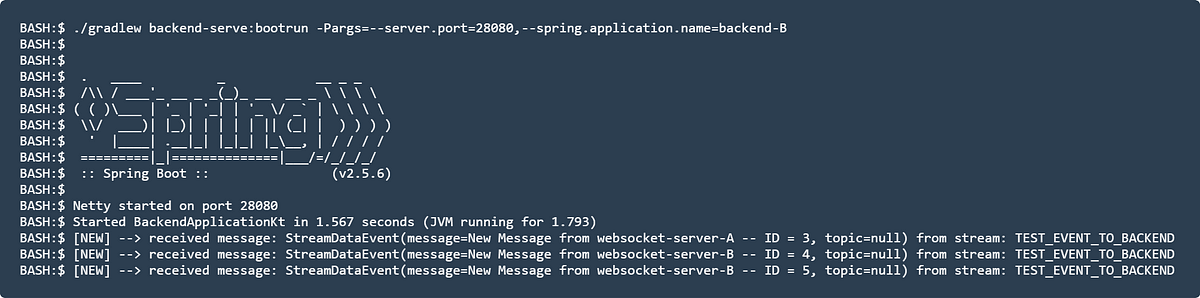 BASH:$ ./gradlew backend-serve:bootrun -Pargs=--server.port=28080,--spring.application.name=backend-B
BASH:$
BASH:$
BASH:$   .   ____          _            __ _ _
BASH:$  /\\ / ___'_ __ _ _(_)_ __  __ _ \ \ \ \
BASH:$ ( ( )\___ | '_ | '_| | '_ \/ _` | \ \ \ \
BASH:$  \\/  ___)| |_)| | | | | || (_| |  ) ) ) )
BASH:$   '  |____| .__|_| |_|_| |_\__, | / / / /
BASH:$  =========|_|==============|___/=/_/_/_/
BASH:$  :: Spring Boot ::                (v2.5.6)
BASH:$
BASH:$ Netty started on port 28080
BASH:$ Started BackendApplicationKt in 1.567 seconds (JVM running for 1.793)
BASH:$ [NEW] --> received message: StreamDataEvent(message=New Message from websocket-server-A -- ID = 3, topic=null) from stream: TEST_EVENT_TO_BACKEND
BASH:$ [NEW] --> received message: StreamDataEvent(message=New Message from websocket-server-B -- ID = 4, topic=null) from stream: TEST_EVENT_TO_BACKEND
BASH:$ [NEW] --> received message: StreamDataEvent(message=New Message from websocket-server-B -- ID = 5, topic=null) from stream: TEST_EVENT_TO_BACKEND